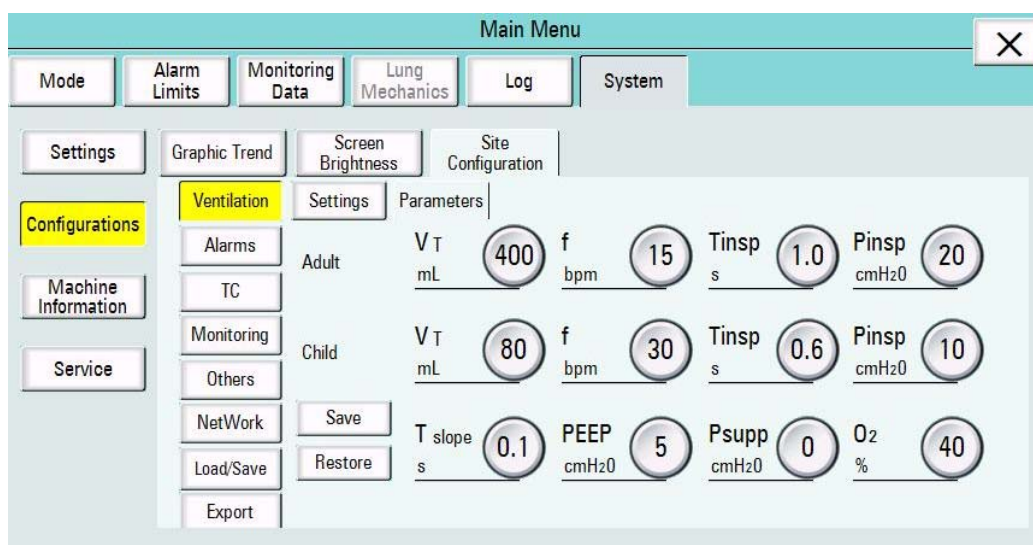 Main Menu
X
Mode
Alarm
Limits
Monitoring
Data
Lung
Mechanics
Log
System
Settings
Configurations
Machine
Information
Service
Graphic Trend
Screen
Brightness
Site
Configuration
Ventilation
Alarms
TC
Monitoring
Others
NetWork
Load/Save
Export
Settings
Parameters
Adult
VT
mL
400
f
bpm
15
Tinsp
s
1.0
Pinsp
cmH20
20
Child
VT
mL
80
f
bpm
30
Tinsp
s
0.6
Pinsp
cmH20
10
Save
Restore
T slope
s
0.1
PEEP
cmH20
5
Psupp
cmH20
0
O2
%
40